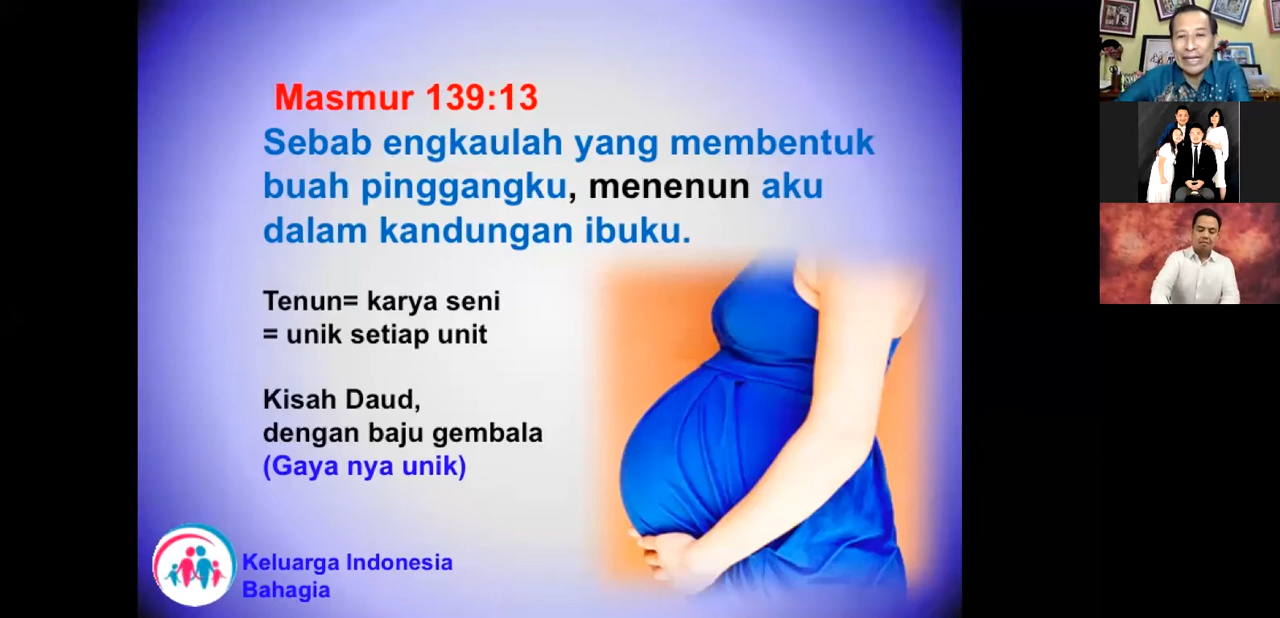 Masmur 139:13
Sebab engkaulah yang membentuk
buah pinggangku, menenun aku
dalam kandungan ibuku.
Tenun= karya seni
= unik setiap unit
Kisah Daud,
dengan baju gembala
(Gaya nya unik)
Keluarga Indonesia
Bahagia